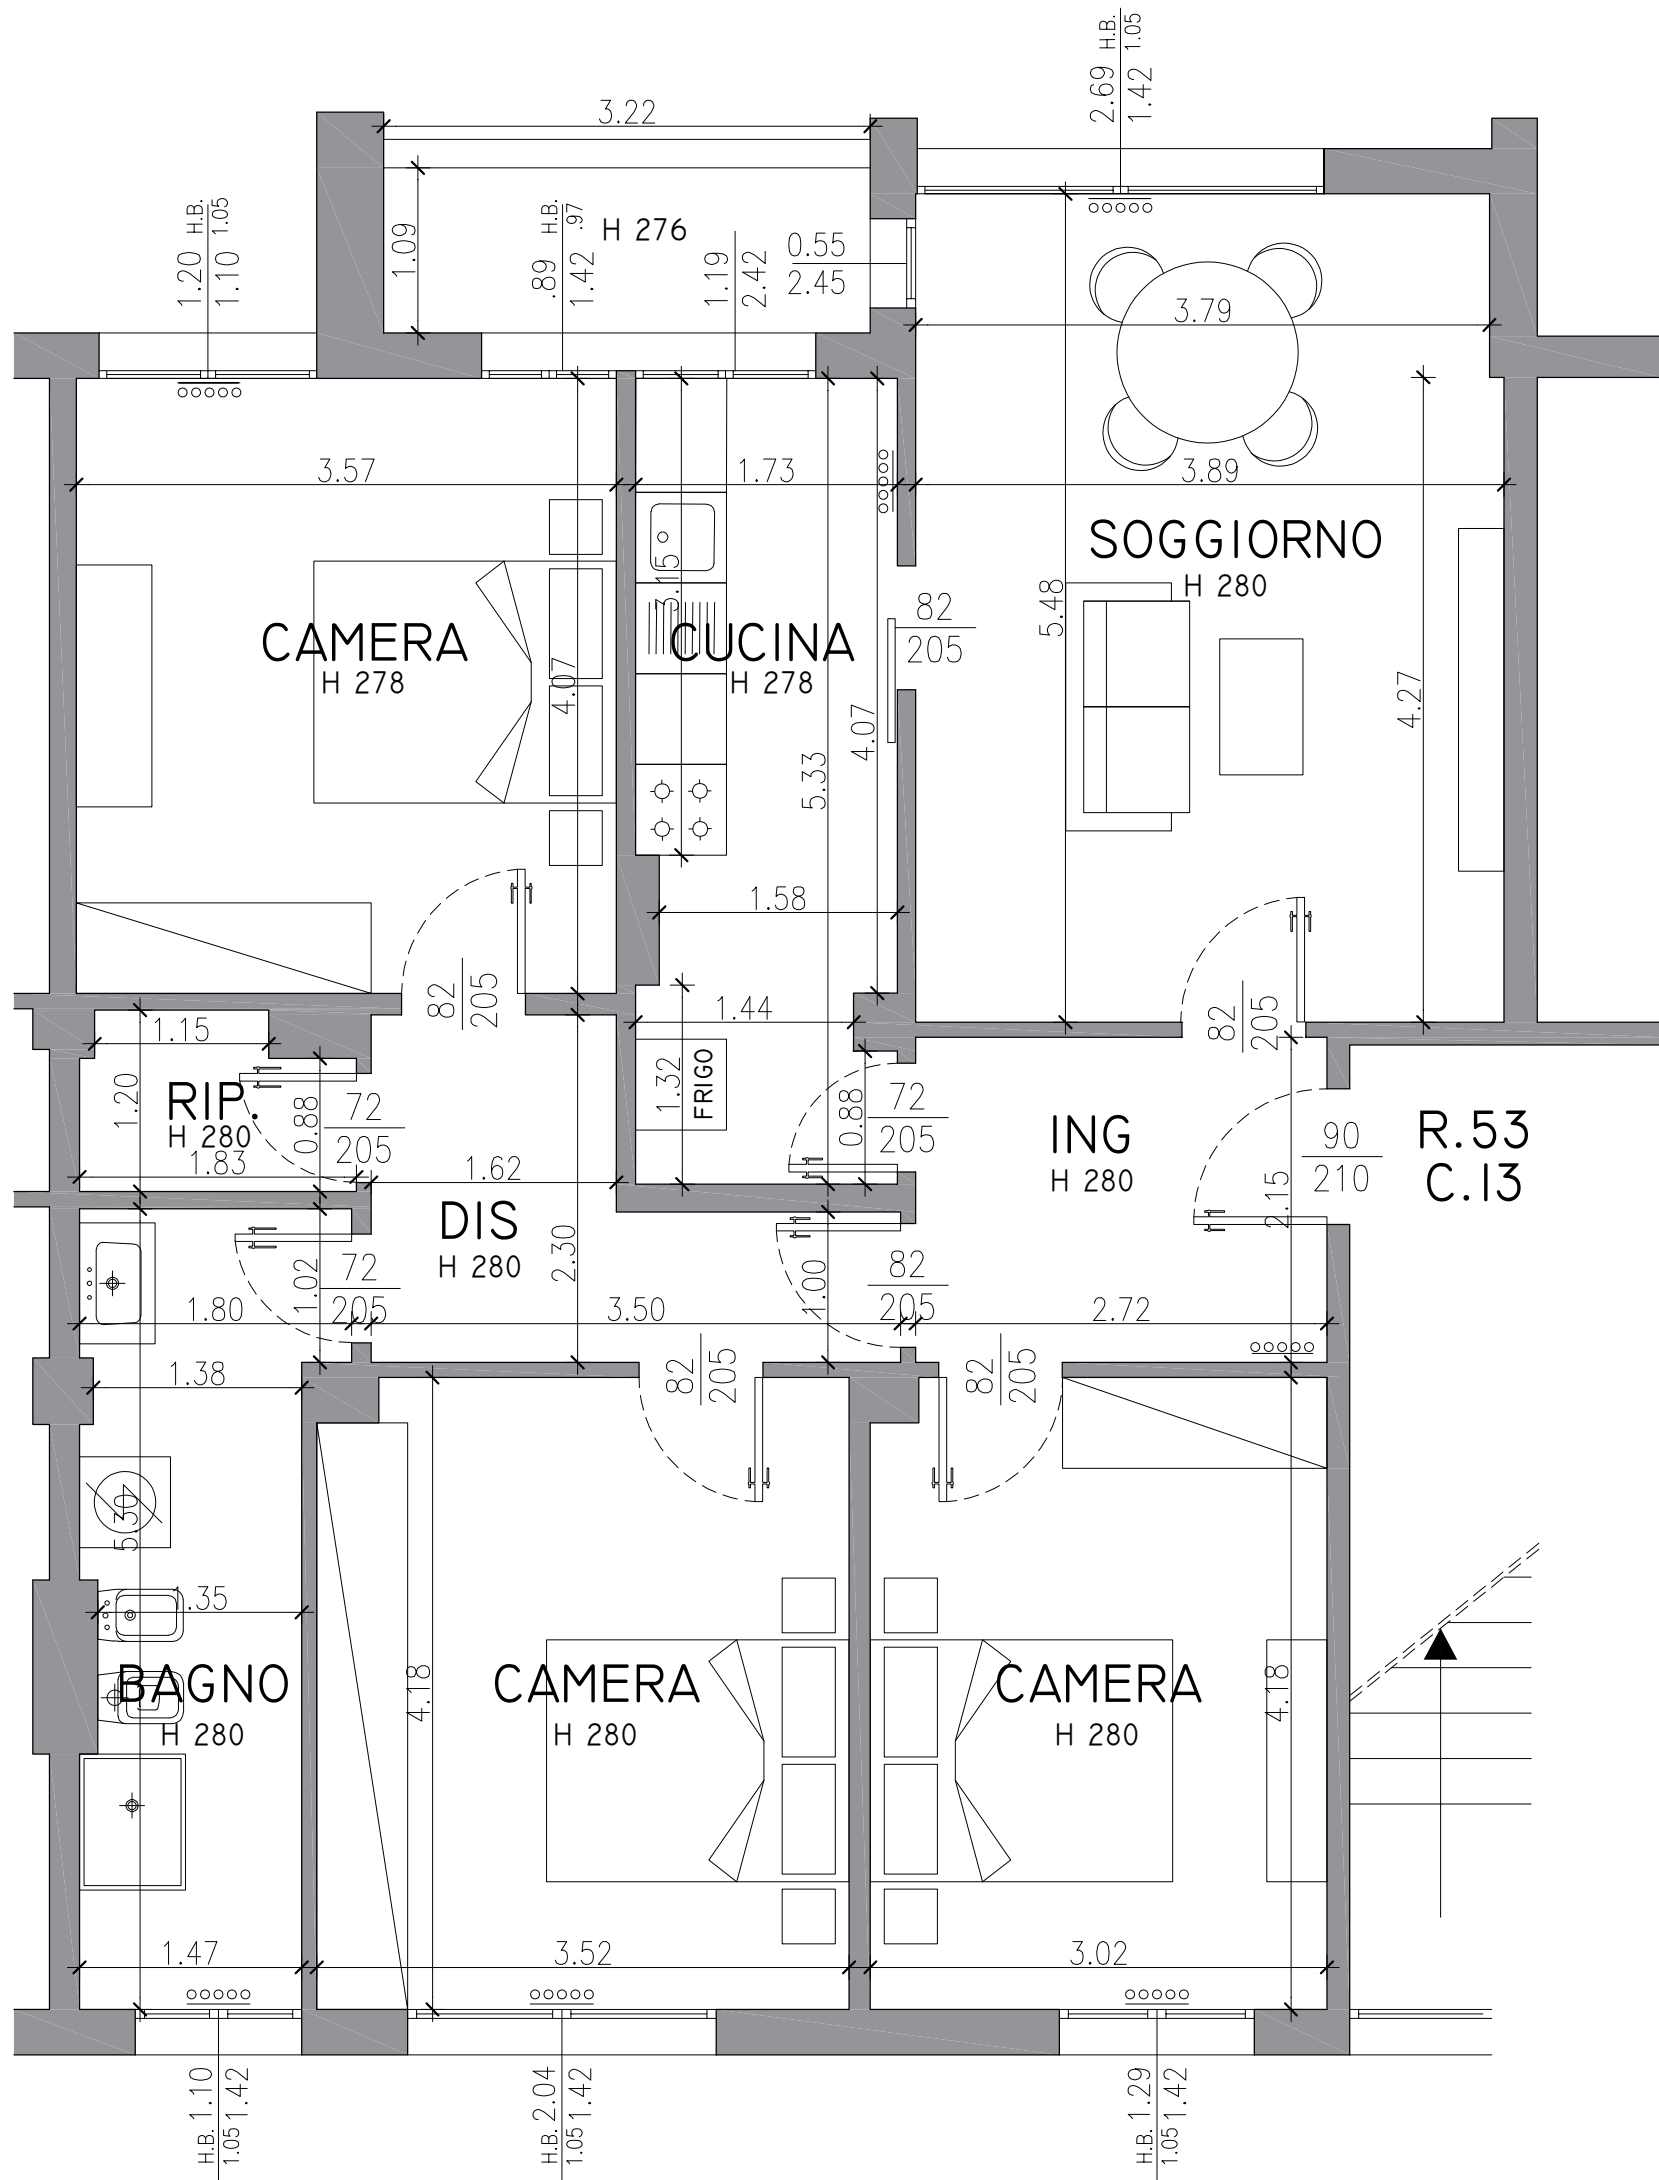 H.B.
1.05
2.69
1.42
3.22
H.B.
1.05
1.20
1.10
1.09
H.B.
.97
.89
1.42
H 276
1.19
2.42
0.55
2.45
3.79
3.57
1.73
3.89
SOGGIORNO
H 280
3.15
5.48
82
205
CAMERA
H 278
CUCINA
H 278
4.07
4.07
4.27
5.33
1.58
82
205
1.44
82
205
1.15
1.20
RIP.
H 280
0.88
72
205
1.32
FRIGO
0.88
72
205
ING
H 280
90
210
R.53
C.13
1.83
1.62
DIS
H 280
2.30
2.15
1.02
72
205
1.00
82
205
1.80
3.50
2.72
1.38
82
205
82
205
5.30
1.35
BAGNO
H 280
4.18
CAMERA
H 280
CAMERA
H 280
4.18
1.47
3.52
3.02
H.B. 1.10
1.05 1.42
H.B. 2.04
1.05 1.42
H.B. 1.29
1.05 1.42